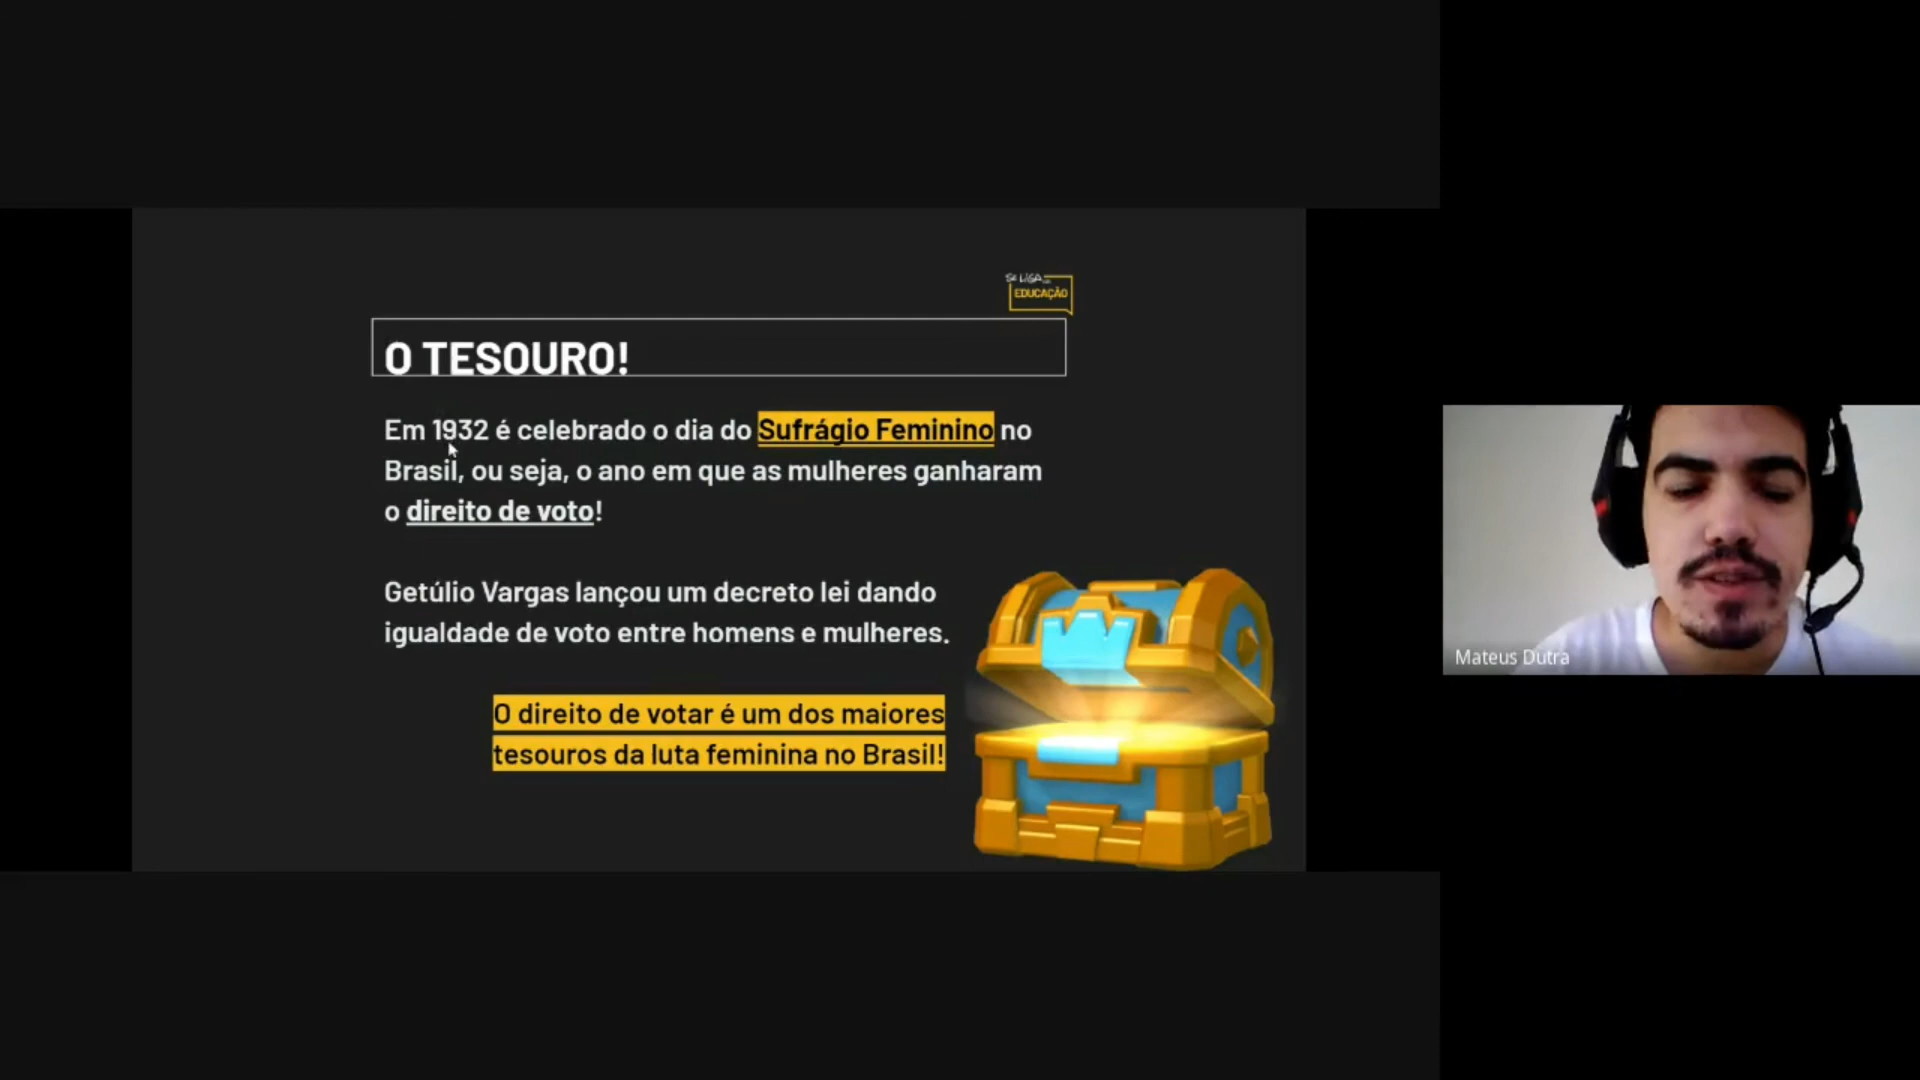 SE LIGA
EDUCAÇÃO
O TESOURO!
Em 1932 é celebrado o dia do Sufrágio Feminino no
Brasil, ou seja, o ano em que as mulheres ganharam
o direito de voto!
Getúlio Vargas lançou um decreto lei dando
igualdade de voto entre homens e mulheres.
O direito de votar é um dos maiores
tesouros da luta feminina no Brasil!
Mateus Dutra